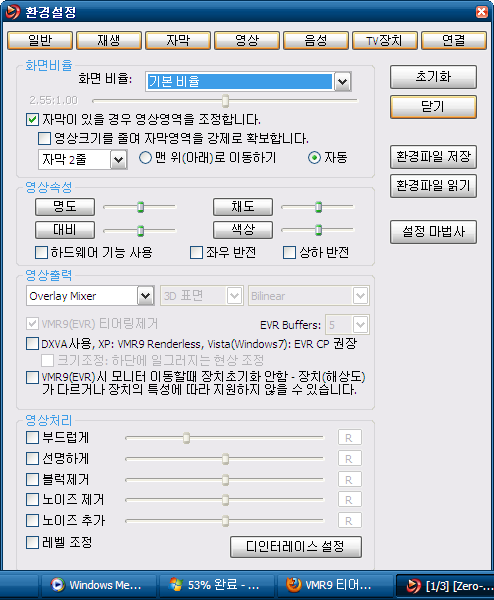 환경설정
일반 재생 자막 영상 음성 TV장치 연결
화면비율
화면 비율: 기본 비율
2.55:1.00
자막이 있을 경우 영상영역을 조정합니다.
영상크기를 줄여 자막영역을 강제로 확보합니다.
자막 2줄 맨 위(아래)로 이동하기 자동
초기화
닫기
환경파일 저장
환경파일 읽기
설정 마법사
영상속성
명도 채도
대비 색상
하드웨어 기능 사용 좌우 반전 상하 반전
영상출력
Overlay Mixer 3D 표면 Bilinear
VMR9(EVR) 티어링제거 EVR Buffers: 5
DXVA사용, XP: VMR9 Renderless, Vista(Windows7): EVR CP 권장
크기조정: 하단에 일그러지는 현상 조정
VMR9(EVR)시 모니터 이동할때 장치초기화 안함 - 장치(해상도)
가 다르거나 장치의 특성에 따라 지원하지 않을 수 있습니다.
영상처리
부드럽게 R
선명하게 R
블럭제거 R
노이즈 제거 R
노이즈 추가 R
레벨 조정 디인터레이스 설정
Windows Me... 53% 완료 - ... VMR9 티어... [1/3] [Zero-...